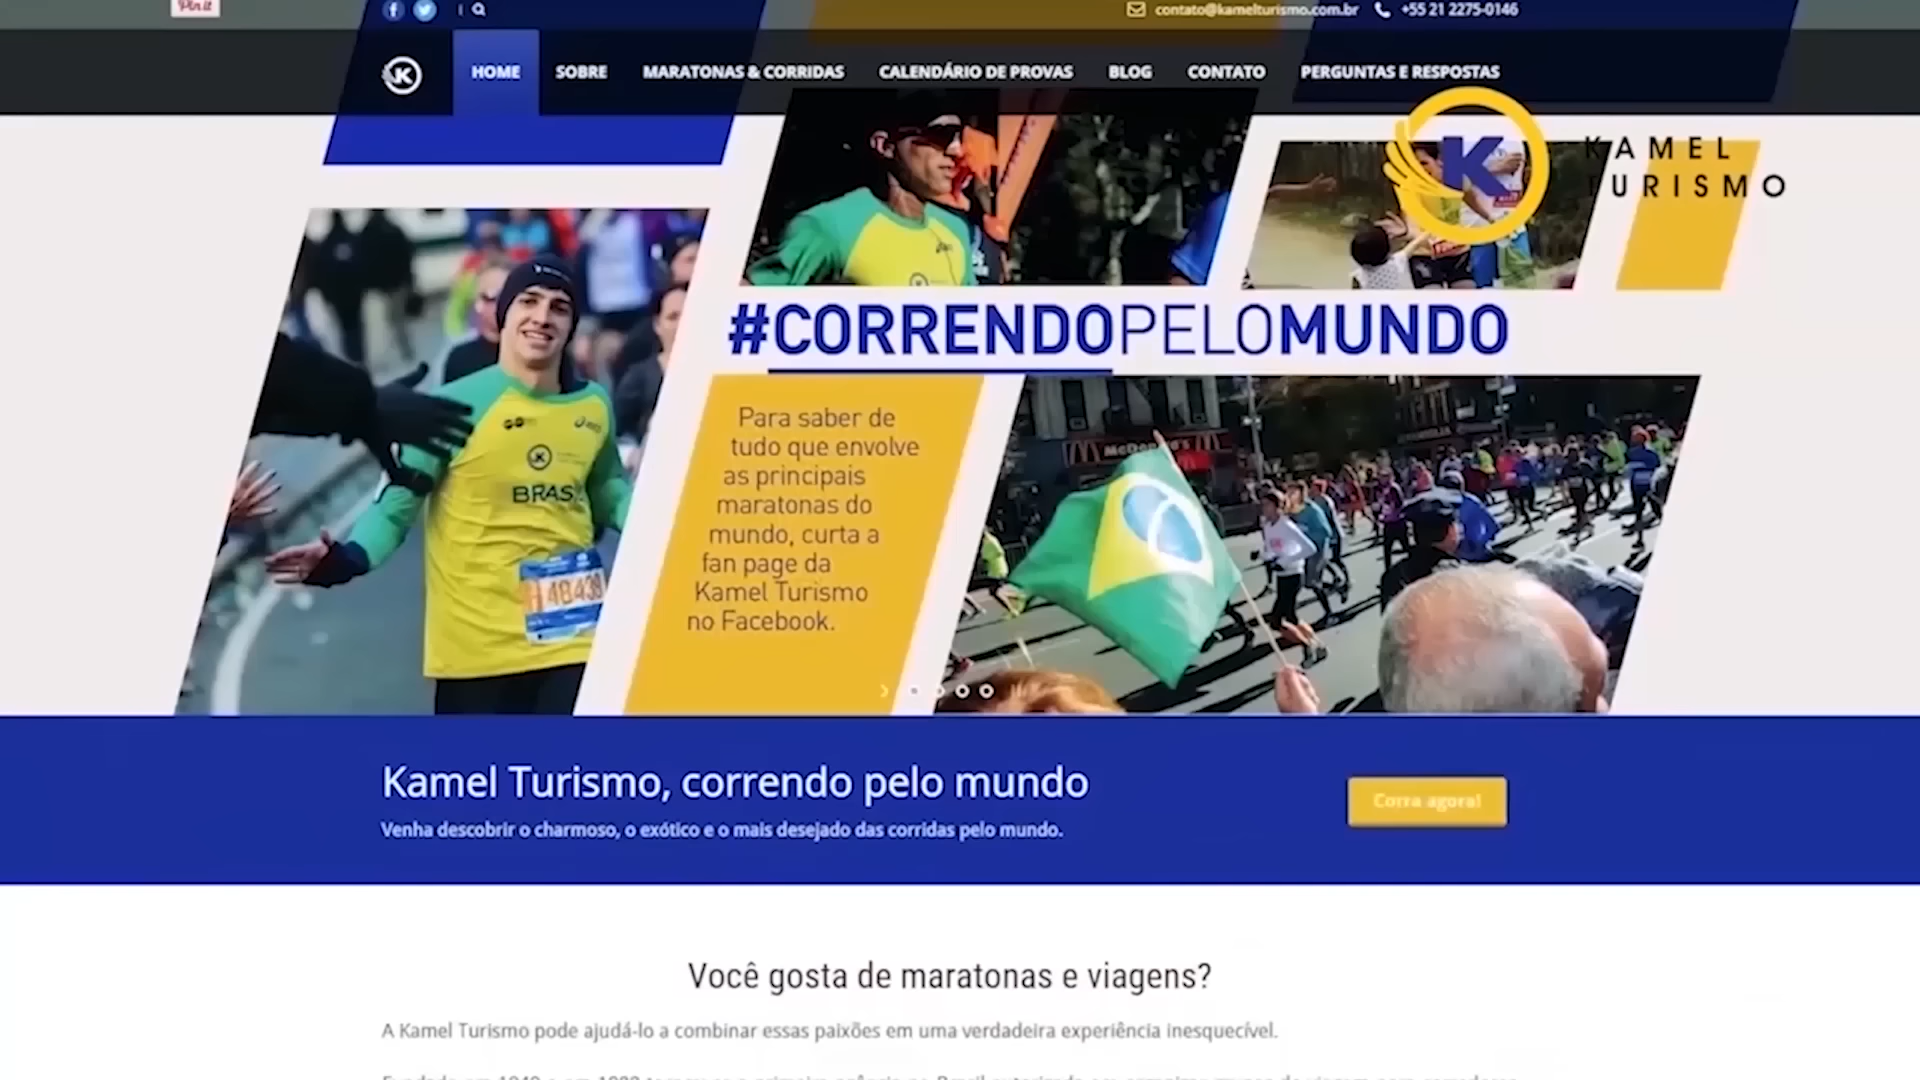 Pin it
contato@kamelturismo.com.br +55 21 2275-0146
K HOME SOBRE MARATONAS & CORRIDAS CALENDÁRIO DE PROVAS BLOG CONTATO PERGUNTAS E RESPOSTAS
K KAMEL
TURISMO
#CORRENDOPELOMUNDO
Para saber de
tudo que envolve
as principais
maratonas do
mundo, curta a
fan page da
Kamel Turismo
no Facebook.
McDonald's
BRASIL
48439
Kamel Turismo, correndo pelo mundo
Venha descobrir o charmoso, o exótico e o mais desejado das corridas pelo mundo.
Corra agora!
Você gosta de maratonas e viagens?
A Kamel Turismo pode ajudá-lo a combinar essas paixões em uma verdadeira experiência inesquecível.